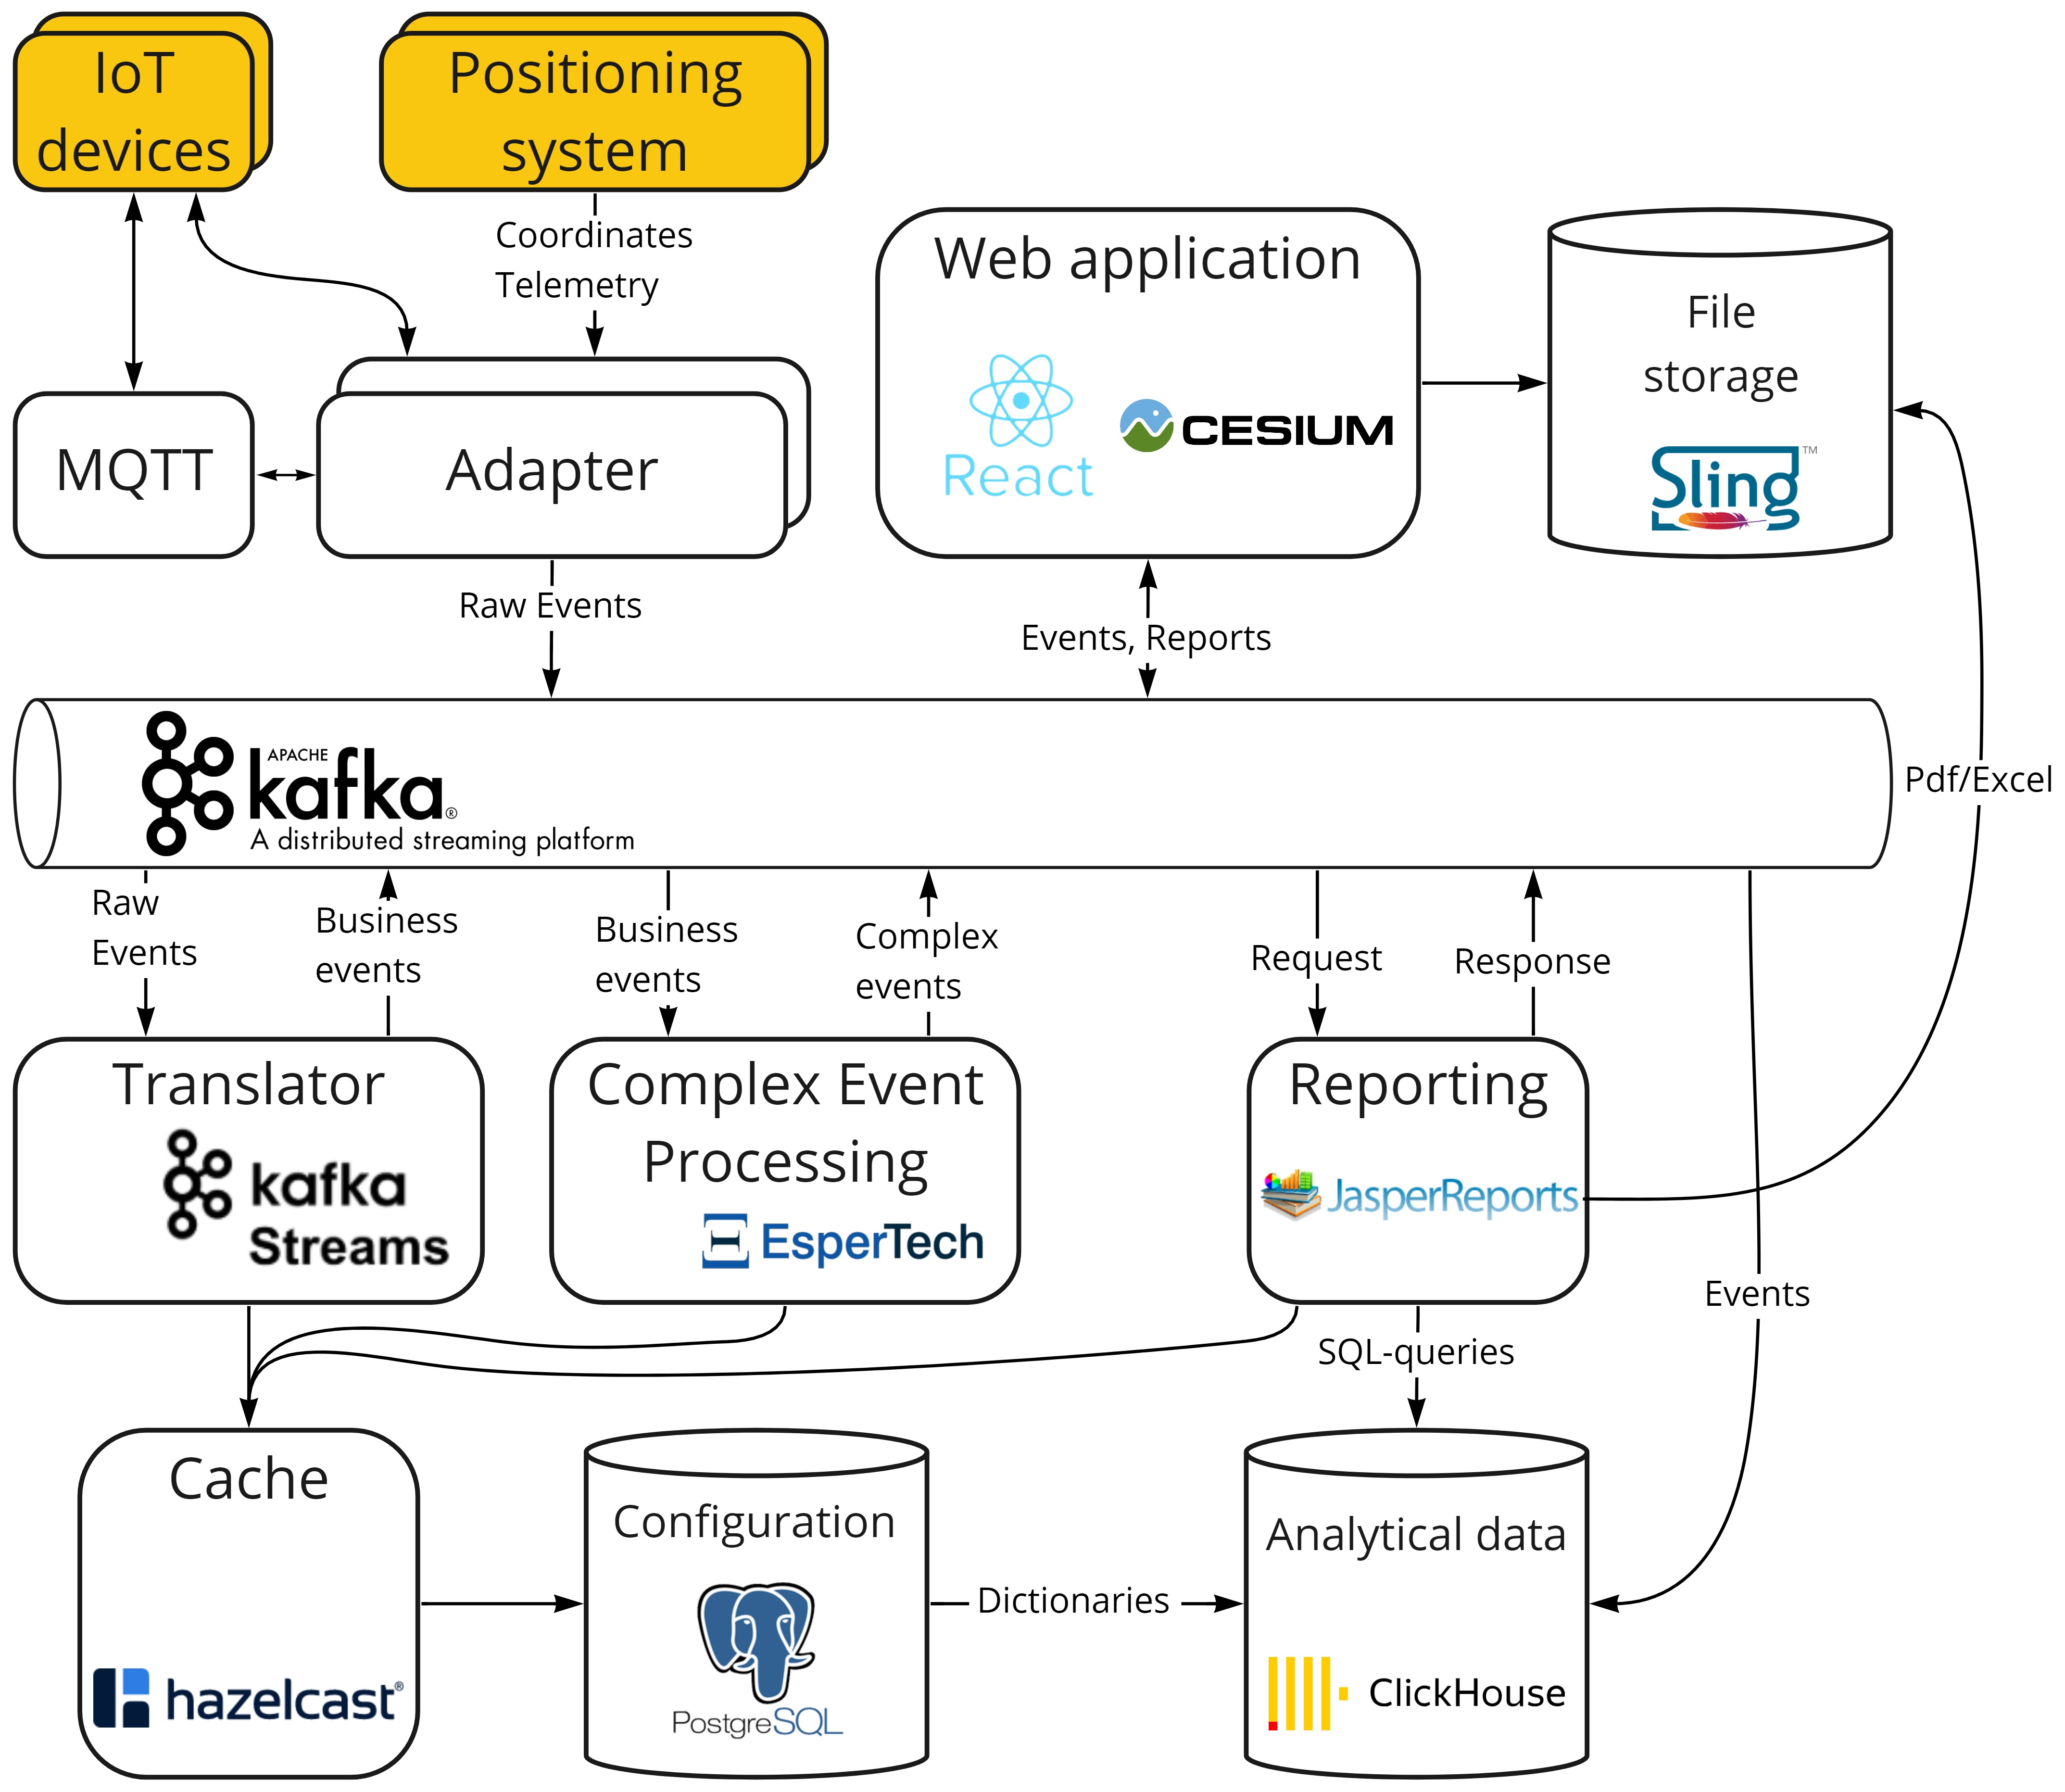 IoT
devices
Positioning
system
Coordinates
Telemetry
Web application
React
CESIUM
File
storage
Sling™
MQTT
Adapter
Raw Events
Events, Reports
APACHE
kafka®
A distributed streaming platform
Pdf/Excel
Raw
Events
Business
events
Business
events
Complex
events
Request
Response
Translator
kafka
Streams
Complex Event
Processing
EsperTech
Reporting
JasperReports
Events
SQL-queries
Cache
hazelcast®
Configuration
PostgreSQL
Dictionaries
Analytical data
ClickHouse